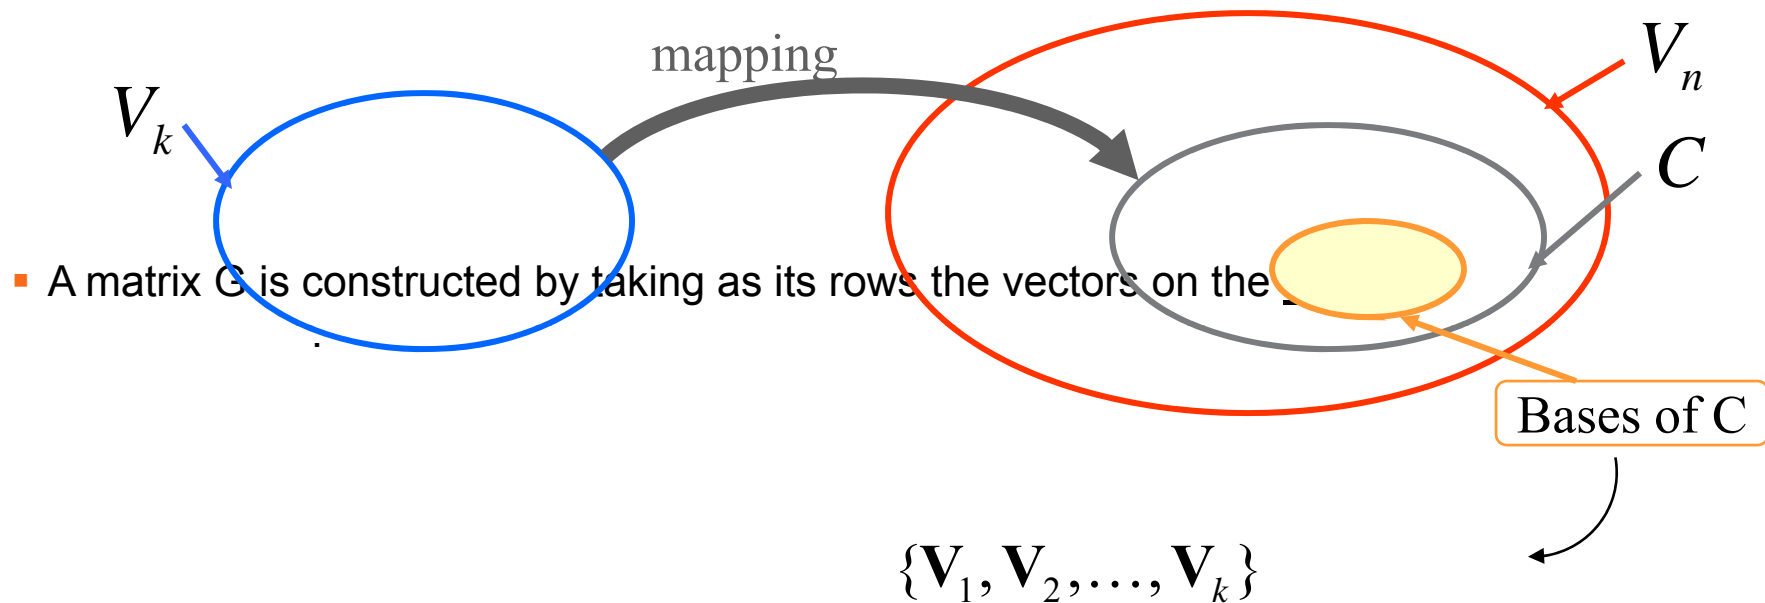 mapping
V_n
V_k
C
▪ A matrix G is constructed by taking as its rows the vectors on the
.
Bases of C
{V_1, V_2, ..., V_k}